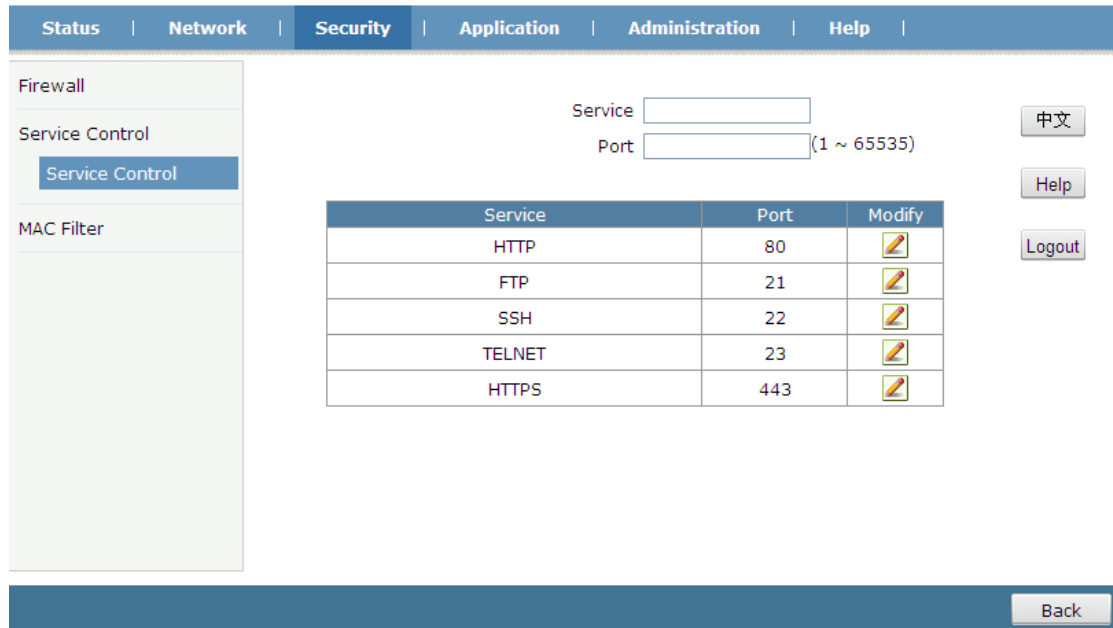 Status | Network | Security | Application | Administration | Help |
Firewall
Service Control
Service Control
MAC Filter
Service
Port (1 ~ 65535)
Service Port Modify
HTTP 80
FTP 21
SSH 22
TELNET 23
HTTPS 443
中文
Help
Logout
Back